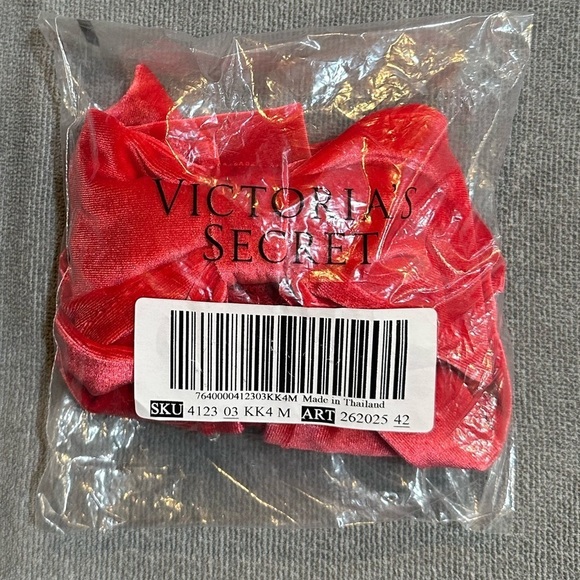 VICTORIA'S
SECRET
7640000412303KK4M Made in Thailand
SKU 4123 03 KK4 M ART 262025 42